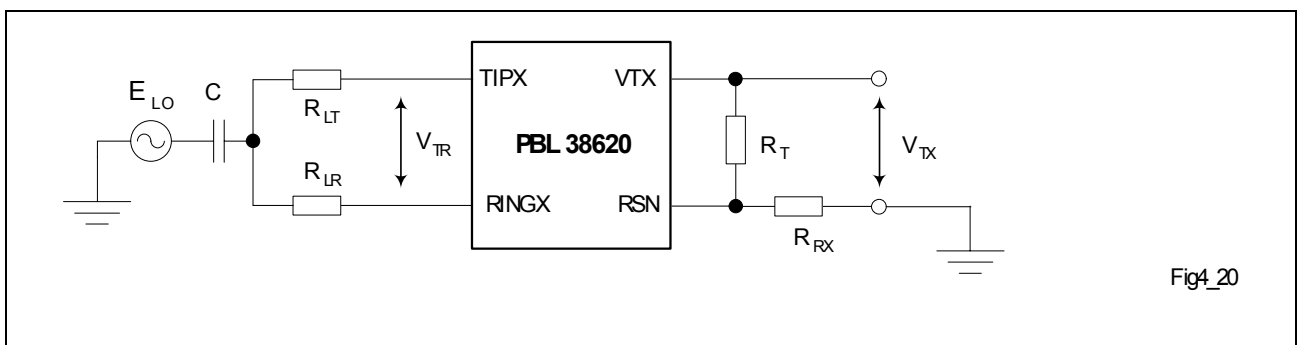 E LO
C
R LT
V TR
R LR
TIPX
VTX
PBL 38620
RINGX
RSN
R T
V TX
R RX
Fig4_20